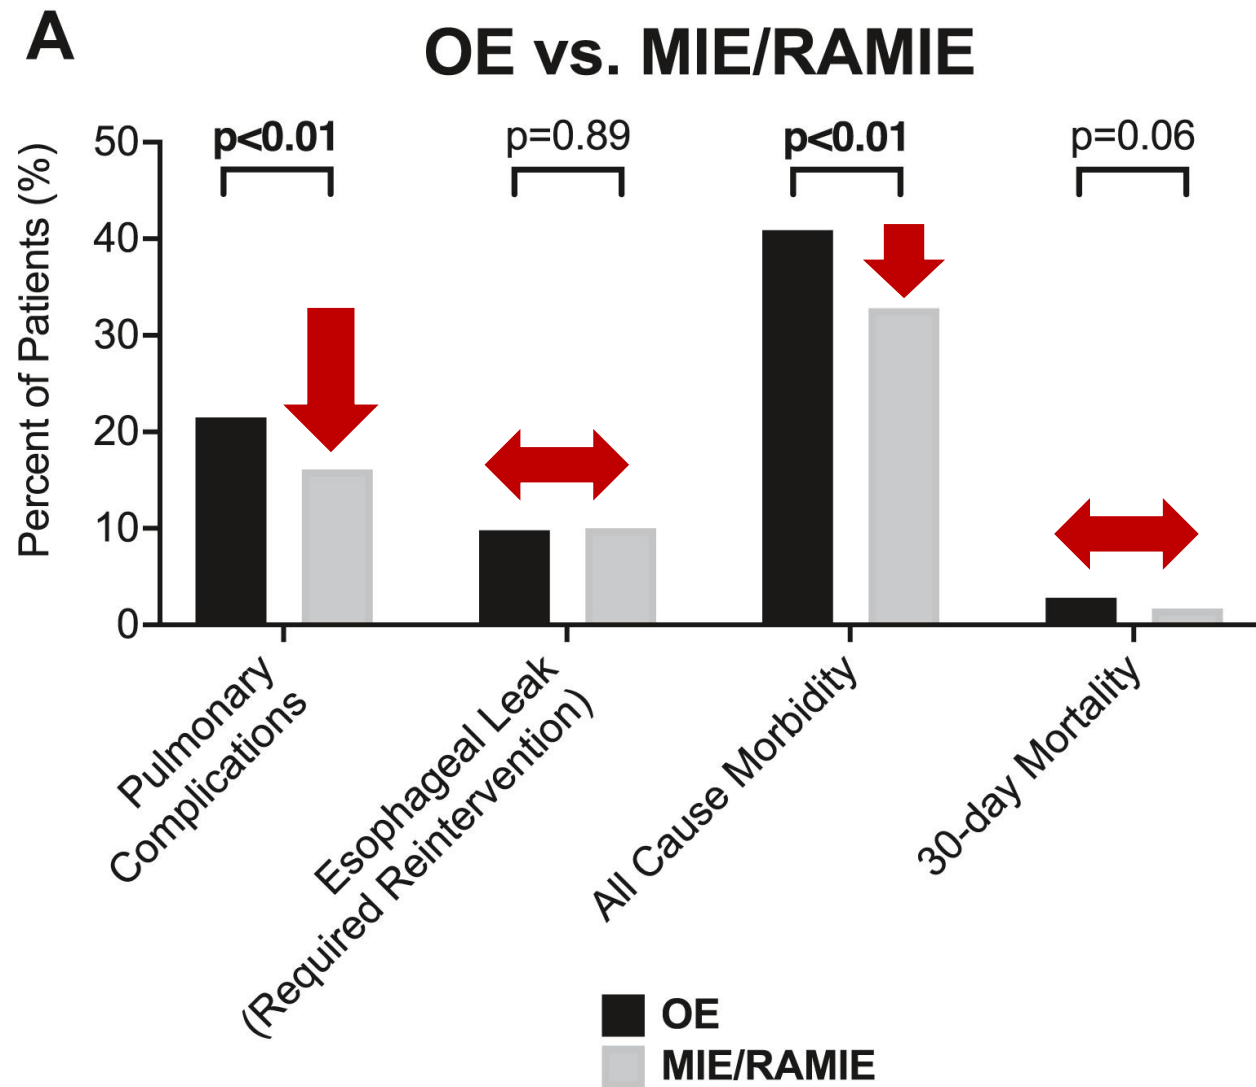 A
OE vs. MIE/RAMIE
Percent of Patients (%)
50
40
30
20
10
0
p<0.01
p=0.89
p<0.01
p=0.06
Pulmonary
Complications
Esophageal Leak
(Required Reintervention)
All Cause Morbidity
30-day Mortality
OE
MIE/RAMIE